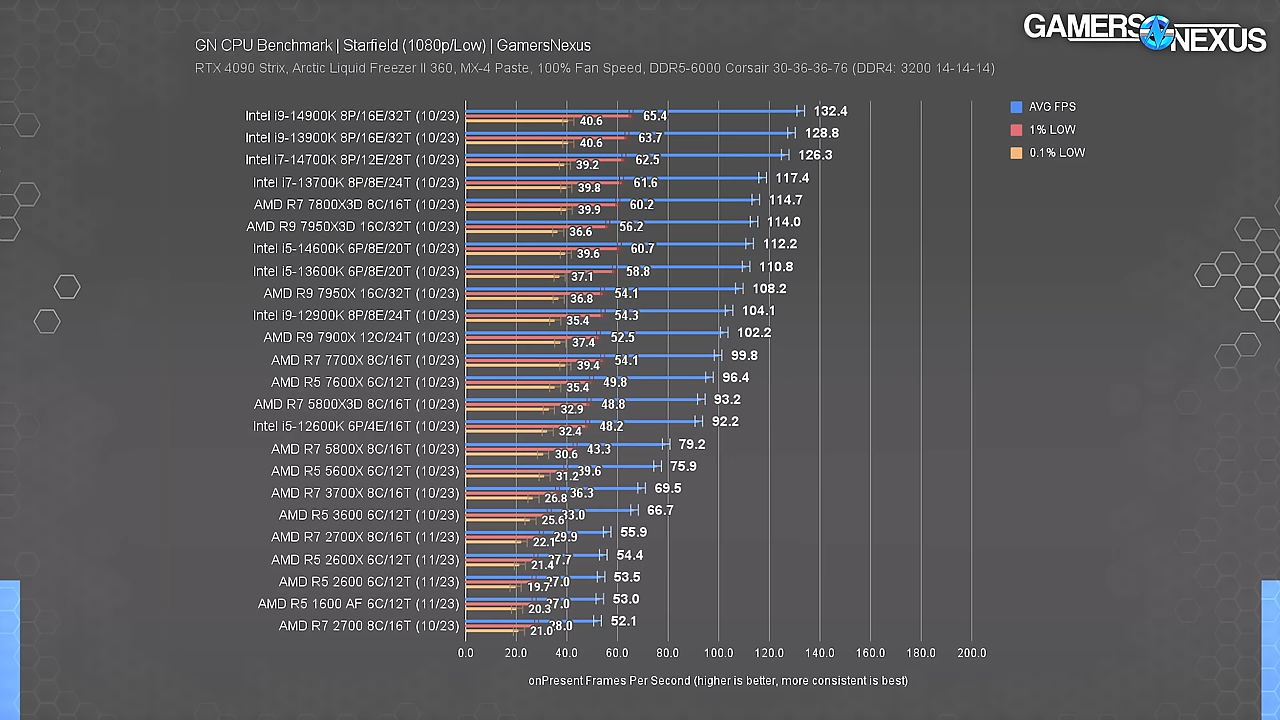 GAMERS NEXUS
GN CPU Benchmark | Starfield (1080p/Low) | GamersNexus
RTX 4090 Strix, Arctic Liquid Freezer II 360, MX-4 Paste, 100% Fan Speed, DDR5-6000 Corsair 30-36-36-76 (DDR4: 3200 14-14-14)
AVG FPS
1% LOW
0.1% LOW
Intel i9-14900K 8P/16E/32T (10/23) 132.4 65.4 40.6
Intel i9-13900K 8P/16E/32T (10/23) 128.8 63.7 40.6
Intel i7-14700K 8P/12E/28T (10/23) 126.3 62.5 39.2
Intel i7-13700K 8P/8E/24T (10/23) 117.4 61.6 39.8
AMD R7 7800X3D 8C/16T (10/23) 114.7 60.2 39.9
AMD R9 7950X3D 16C/32T (10/23) 114.0 56.2 36.6
Intel i5-14600K 6P/8E/20T (10/23) 112.2 60.7 39.6
Intel i5-13600K 6P/8E/20T (10/23) 110.8 58.8 37.1
AMD R9 7950X 16C/32T (10/23) 108.2 54.1 36.8
Intel i9-12900K 8P/8E/24T (10/23) 104.1 54.3 35.4
AMD R9 7900X 12C/24T (10/23) 102.2 52.5 37.4
AMD R7 7700X 8C/16T (10/23) 99.8 54.1 39.4
AMD R5 7600X 6C/12T (10/23) 96.4 49.8 35.4
AMD R7 5800X3D 8C/16T (10/23) 93.2 48.8 32.9
Intel i5-12600K 6P/4E/16T (10/23) 92.2 48.2 32.4
AMD R7 5800X 8C/16T (10/23) 79.2 43.3 30.6
AMD R5 5600X 6C/12T (10/23) 75.9 39.6 31.2
AMD R7 3700X 8C/16T (10/23) 69.5 36.3 26.8
AMD R5 3600 6C/12T (10/23) 66.7 33.0 25.6
AMD R7 2700X 8C/16T (11/23) 55.9 29.9 22.1
AMD R5 2600X 6C/12T (11/23) 54.4 27.7 21.4
AMD R5 2600 6C/12T (11/23) 53.5 27.0 19.7
AMD R5 1600 AF 6C/12T (11/23) 53.0 27.0 20.3
AMD R7 2700 8C/16T (10/23) 52.1 28.0 21.0
0.0 20.0 40.0 60.0 80.0 100.0 120.0 140.0 160.0 180.0 200.0
onPresent Frames Per Second (higher is better, more consistent is best)